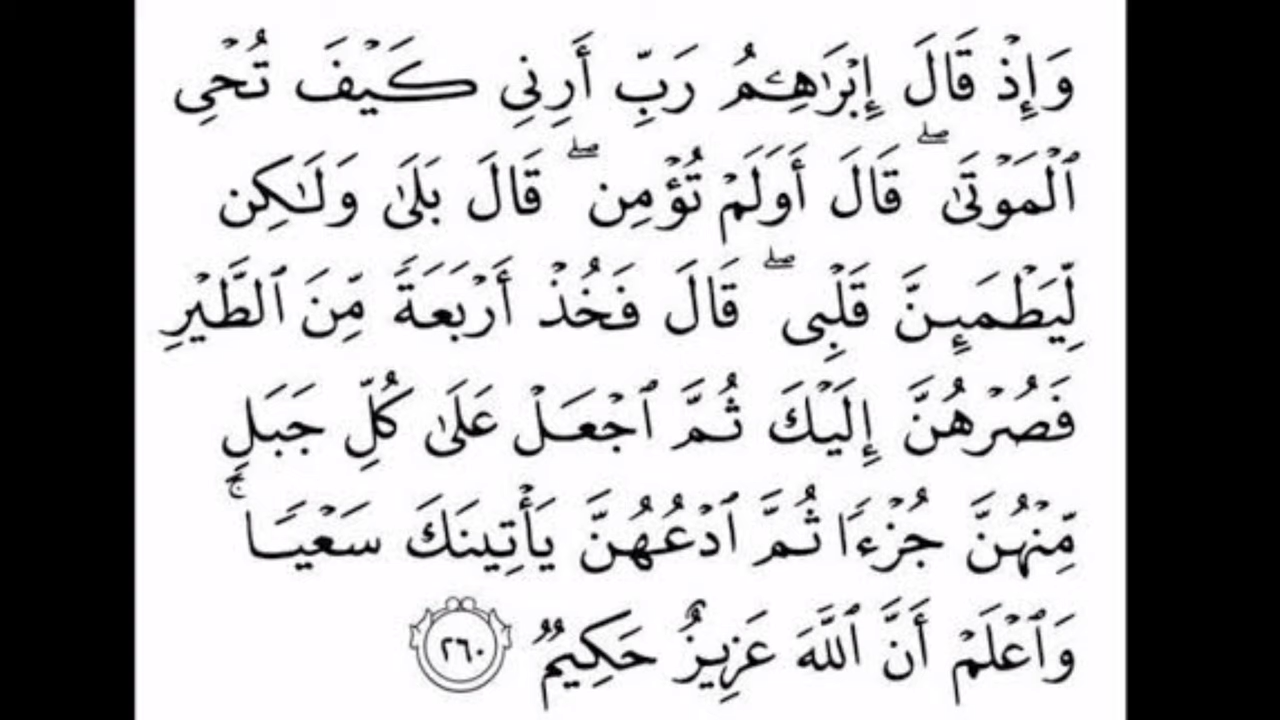 وَإِذْ قَالَ إِبْرَٰهِـۧمُ رَبِّ أَرِنِى كَيْفَ تُحْىِ
ٱلْمَوْتَىٰ ۖ قَالَ أَوَلَمْ تُؤْمِن ۖ قَالَ بَلَىٰ وَلَـٰكِن
لِّيَطْمَئِنَّ قَلْبِى ۖ قَالَ فَخُذْ أَرْبَعَةً مِّنَ ٱلطَّيْرِ
فَصُرْهُنَّ إِلَيْكَ ثُمَّ ٱجْعَلْ عَلَىٰ كُلِّ جَبَلٍ
مِّنْهُنَّ جُزْءًا ثُمَّ ٱدْعُهُنَّ يَأْتِينَكَ سَعْيًا ۚ
وَٱعْلَمْ أَنَّ ٱللَّهَ عَزِيزٌ حَكِيمٌ ٢٦٠